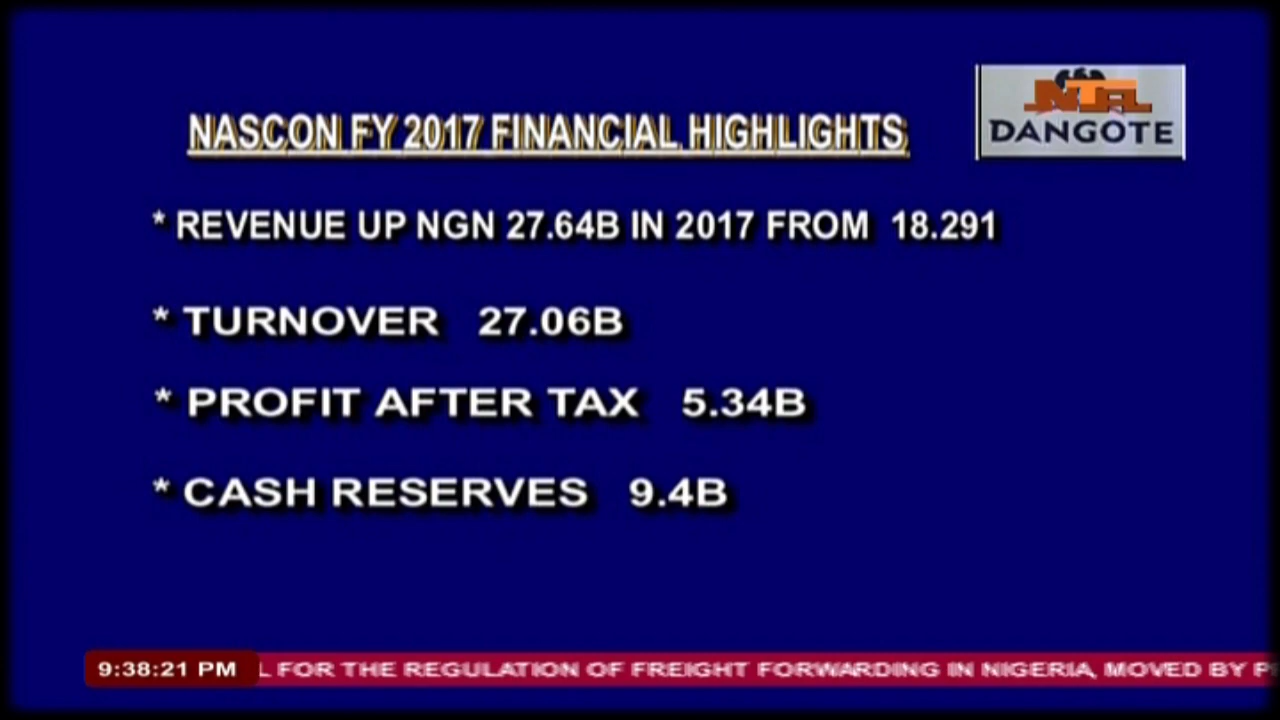 NTA
DANGOTE
NASCON FY 2017 FINANCIAL HIGHLIGHTS
* REVENUE UP NGN 27.64B IN 2017 FROM 18.291
* TURNOVER 27.06B
* PROFIT AFTER TAX 5.34B
* CASH RESERVES 9.4B
9:38:21 PM L FOR THE REGULATION OF FREIGHT FORWARDING IN NIGERIA, MOVED BY